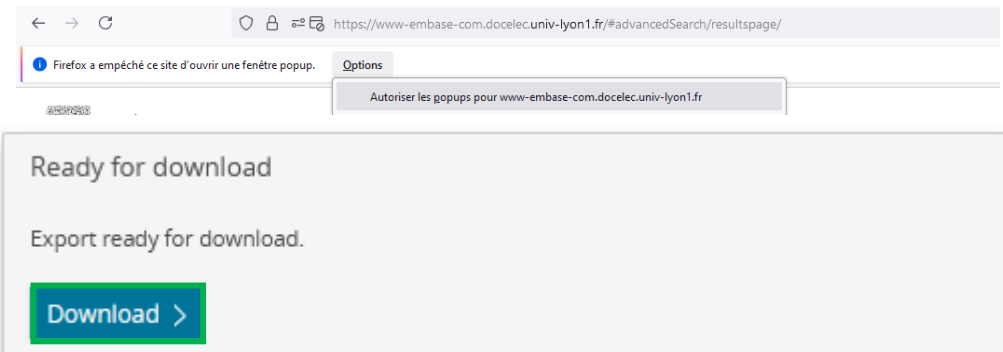 https://www-embase-com.docelec.univ-lyon1.fr/#advancedSearch/resultspage/
Firefox a empêché ce site d'ouvrir une fenêtre popup. Options
Autoriser les popups pour www-embase-com.docelec.univ-lyon1.fr
Ready for download
Export ready for download.
Download >